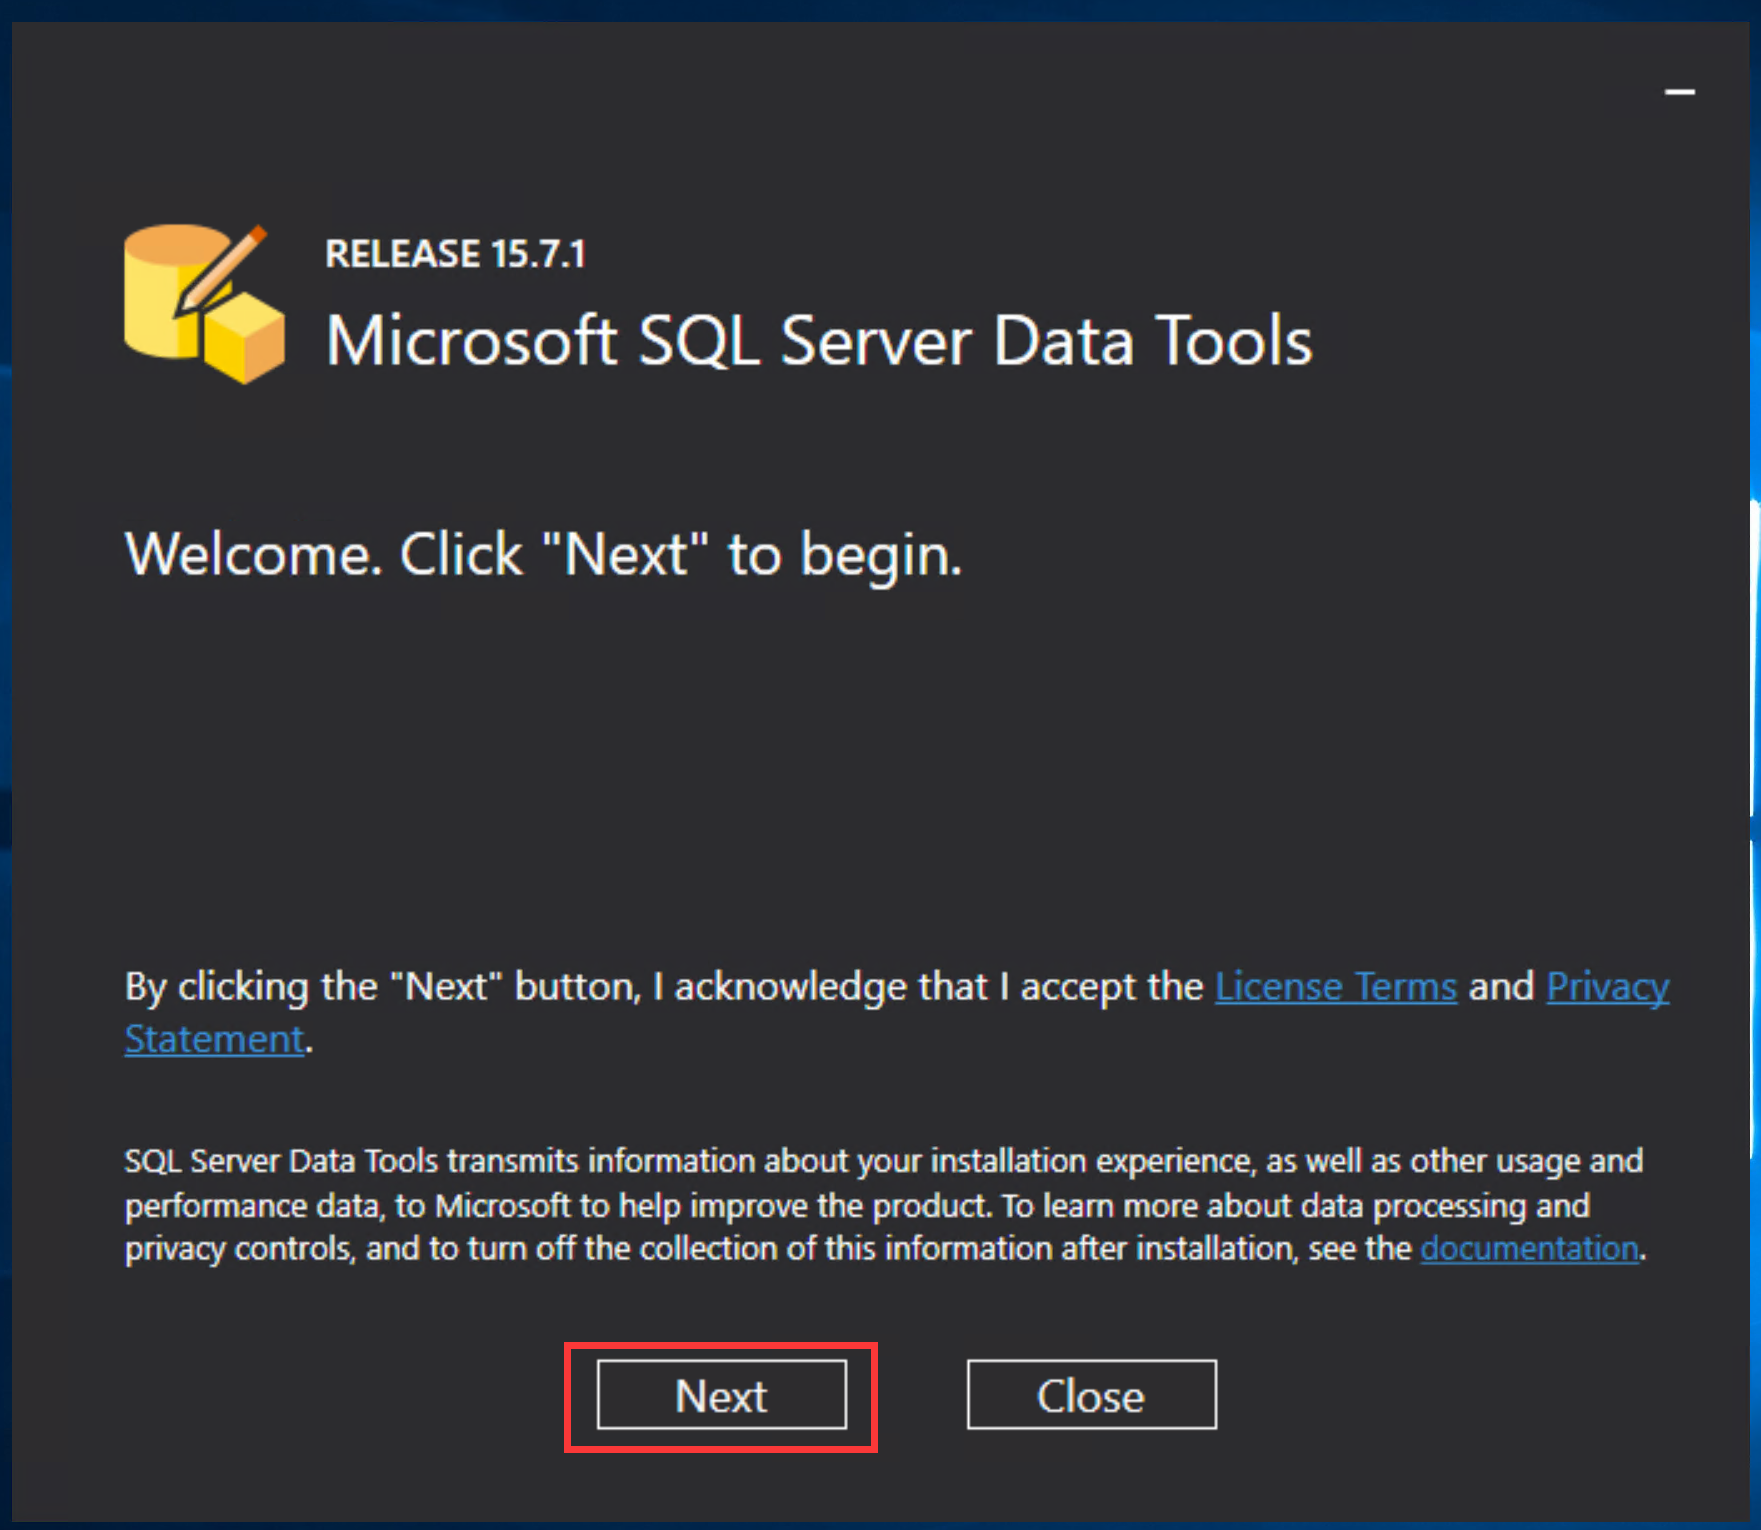 RELEASE 15.7.1
Microsoft SQL Server Data Tools
Welcome. Click "Next" to begin.
By clicking the "Next" button, I acknowledge that I accept the License Terms and Privacy
Statement.
SQL Server Data Tools transmits information about your installation experience, as well as other usage and
performance data, to Microsoft to help improve the product. To learn more about data processing and
privacy controls, and to turn off the collection of this information after installation, see the documentation.
Next
Close